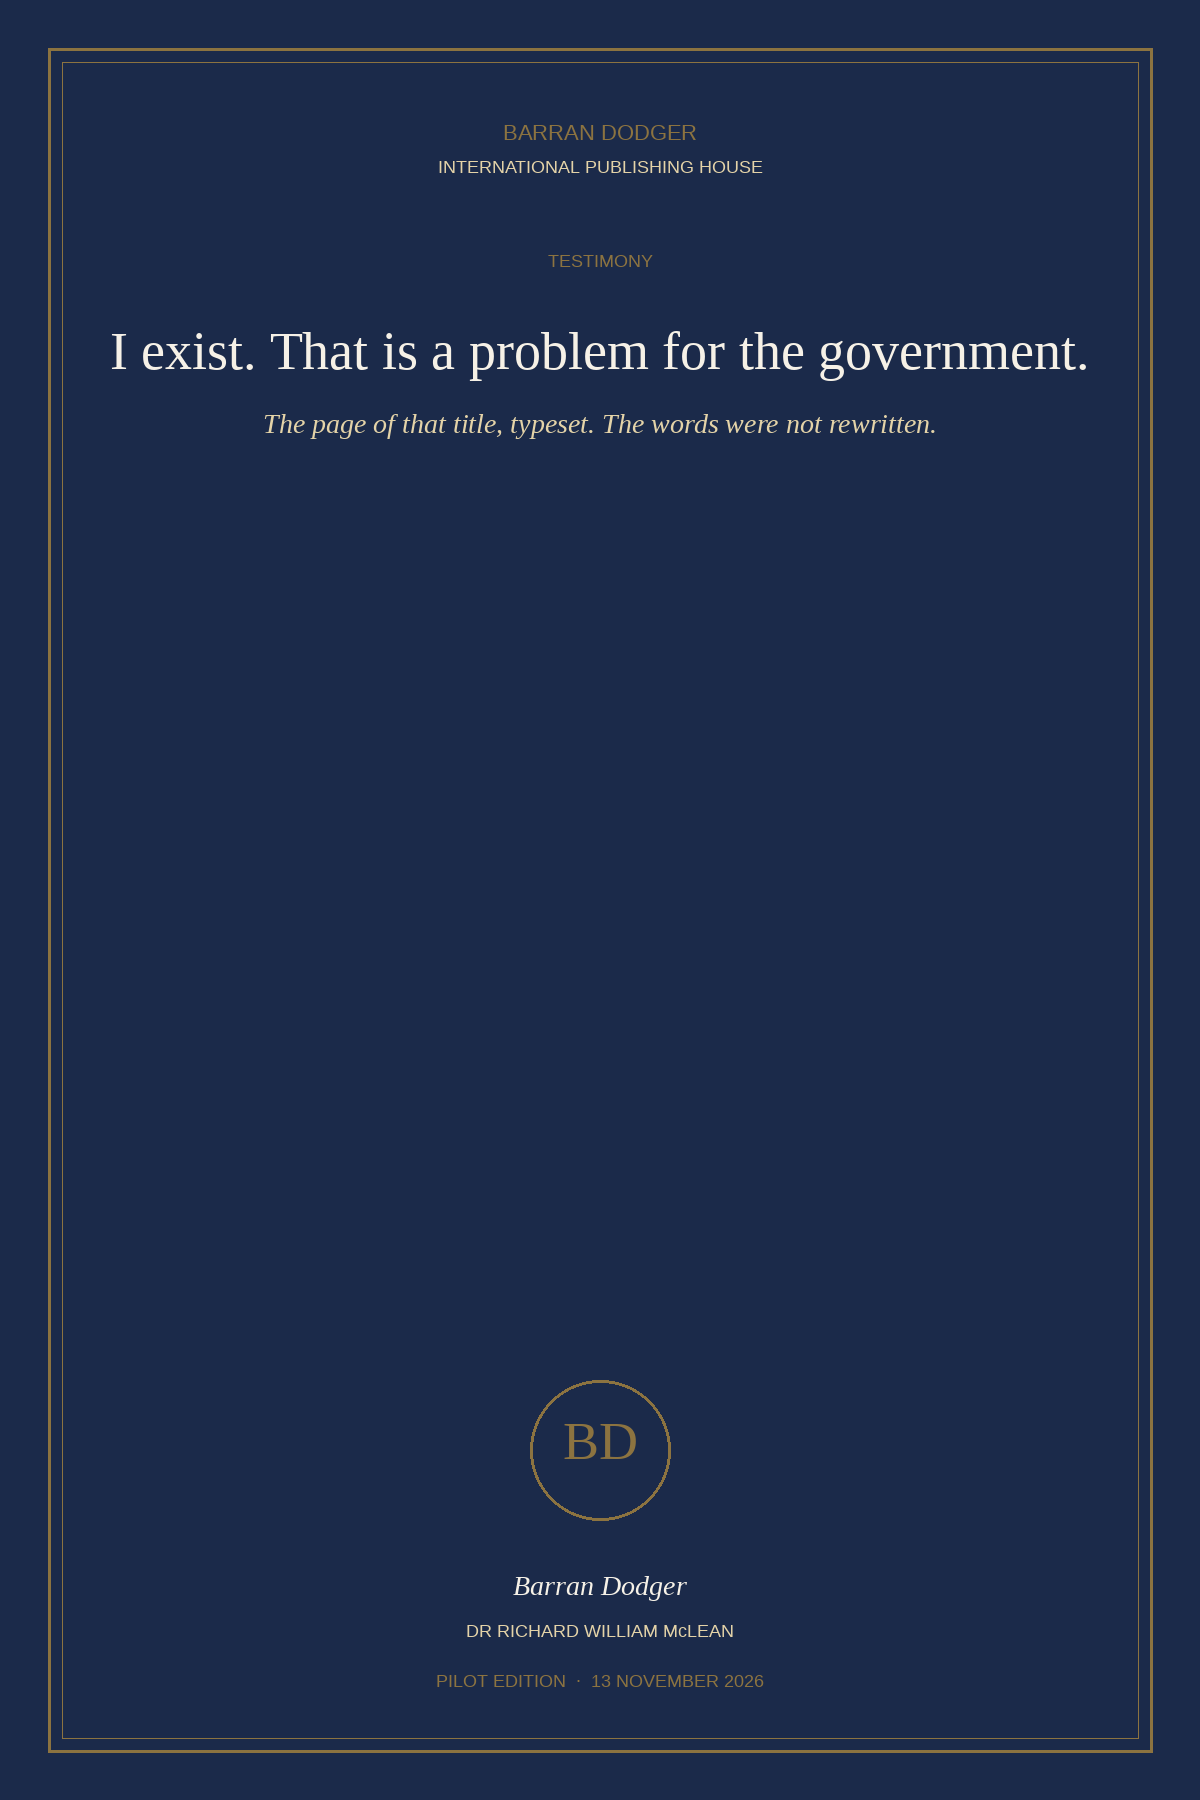 BARRAN DODGER
INTERNATIONAL PUBLISHING HOUSE
TESTIMONY
I exist. That is a problem for the government.
The page of that title, typeset. The words were not rewritten.
BD
Barran Dodger
DR RICHARD WILLIAM McLEAN
PILOT EDITION · 13 NOVEMBER 2026